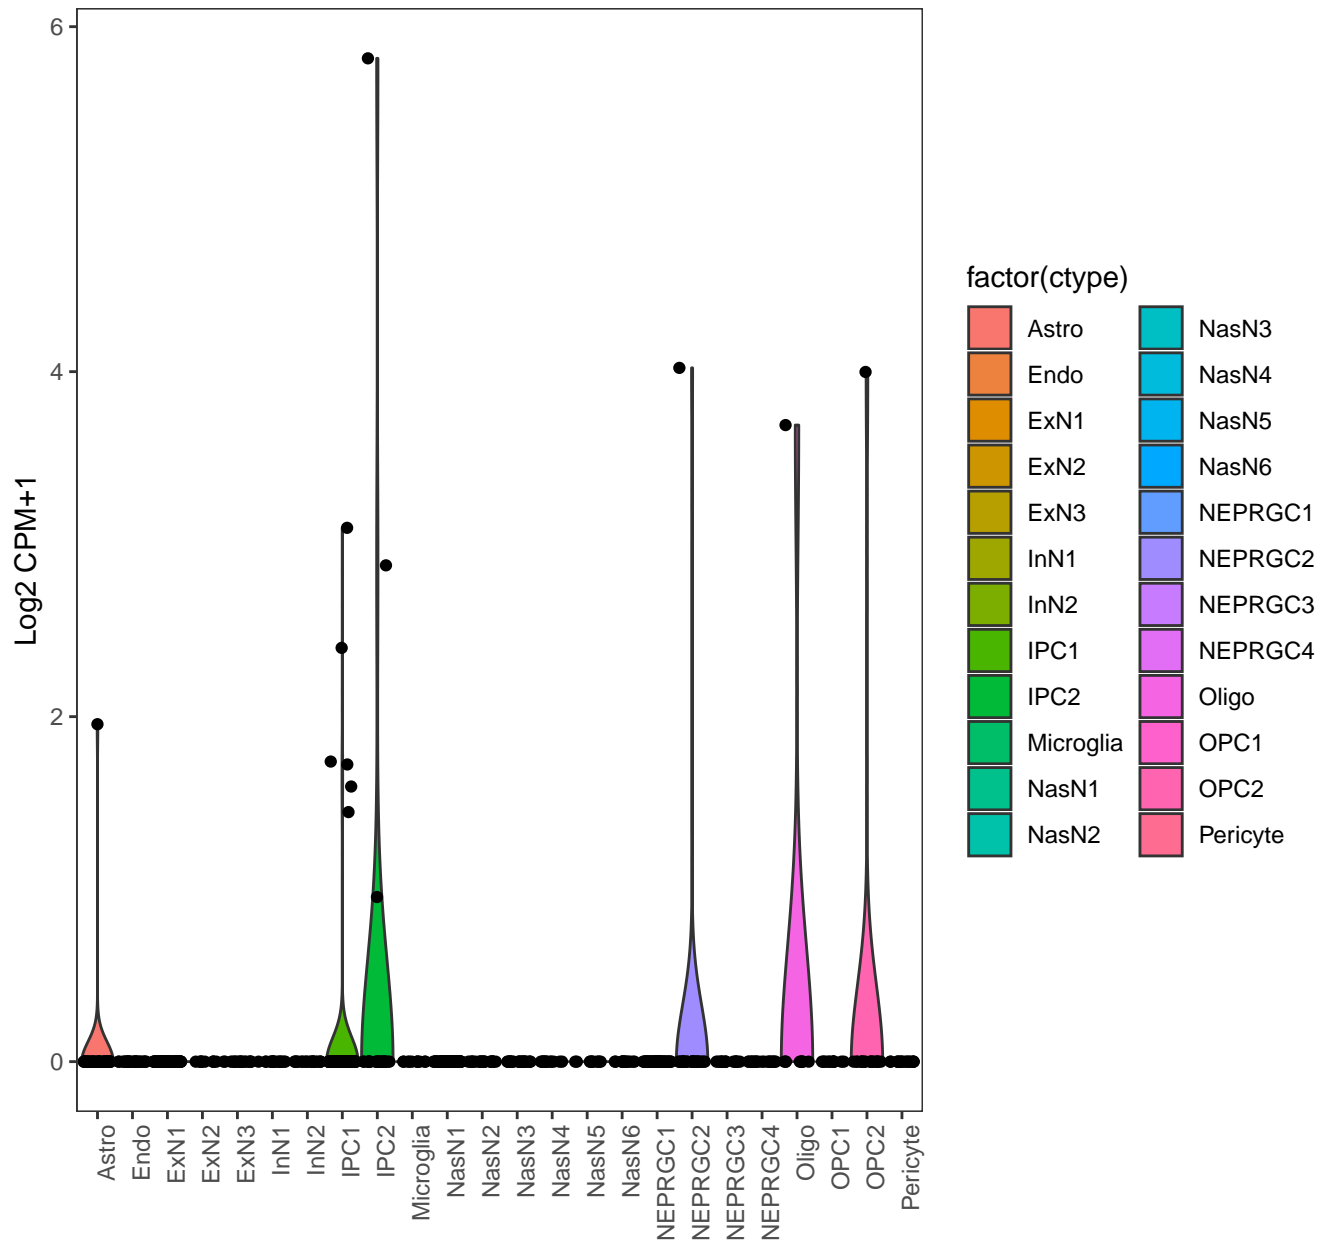 6
4
2
0
Log2 CPM+1
Astro
Endo
ExN1
ExN2
ExN3
InN1
InN2
IPC1
IPC2
Microglia
NasN1
NasN2
NasN3
NasN4
NasN5
NasN6
NEPRGC1
NEPRGC2
NEPRGC3
NEPRGC4
Oligo
OPC1
OPC2
Pericyte
factor(ctype)
Astro
Endo
ExN1
ExN2
ExN3
InN1
InN2
IPC1
IPC2
Microglia
NasN1
NasN2
NasN3
NasN4
NasN5
NasN6
NEPRGC1
NEPRGC2
NEPRGC3
NEPRGC4
Oligo
OPC1
OPC2
Pericyte